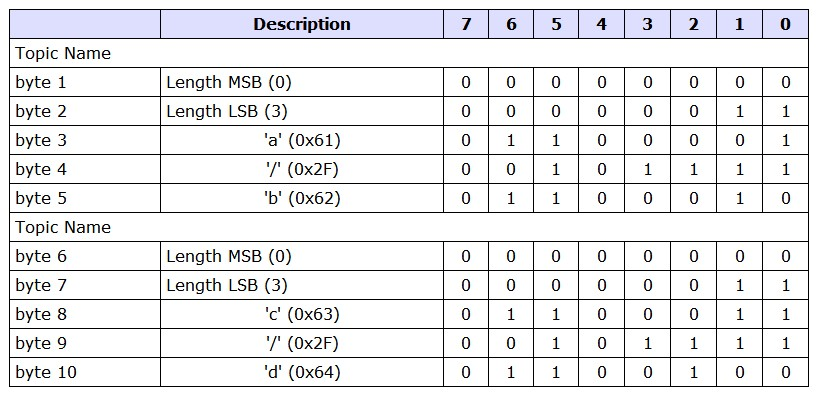 Description 7 6 5 4 3 2 1 0
Topic Name
byte 1 Length MSB (0) 0 0 0 0 0 0 0 0
byte 2 Length LSB (3) 0 0 0 0 0 0 1 1
byte 3 'a' (0x61) 0 1 1 0 0 0 0 1
byte 4 '/' (0x2F) 0 0 1 0 1 1 1 1
byte 5 'b' (0x62) 0 1 1 0 0 0 1 0
Topic Name
byte 6 Length MSB (0) 0 0 0 0 0 0 0 0
byte 7 Length LSB (3) 0 0 0 0 0 0 1 1
byte 8 'c' (0x63) 0 1 1 0 0 0 1 1
byte 9 '/' (0x2F) 0 0 1 0 1 1 1 1
byte 10 'd' (0x64) 0 1 1 0 0 1 0 0